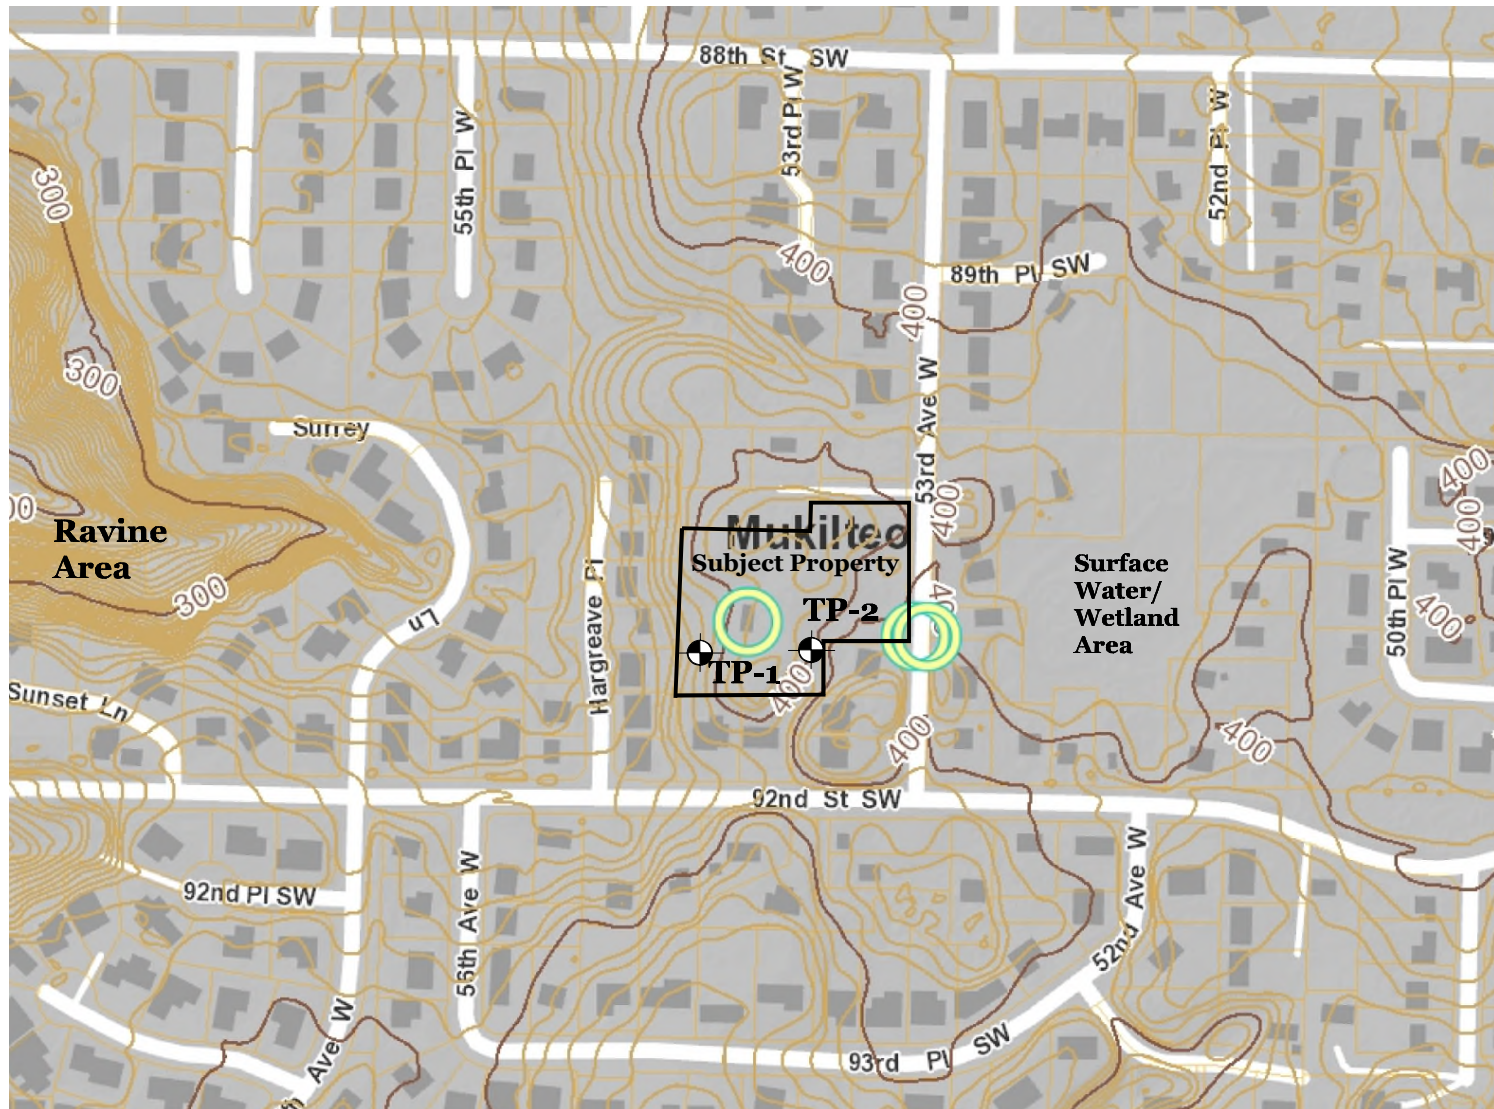 88th St SW
53rd Pl W
55th Pl W
52nd Pl W
300
400
89th Pl SW
400
300
53rd Ave W
Surrey
400
400
400
Mukilteo
Subject Property
Ravine
Area
Surface
Water/
Wetland
Area
50th Pl W
Hargreave Pl
300
TP-2
400
Ln
TP-1
400
Sunset Ln
400
400
92nd St SW
92nd Pl SW
56th Ave W
52nd Ave W
Ave W
93rd Pl SW